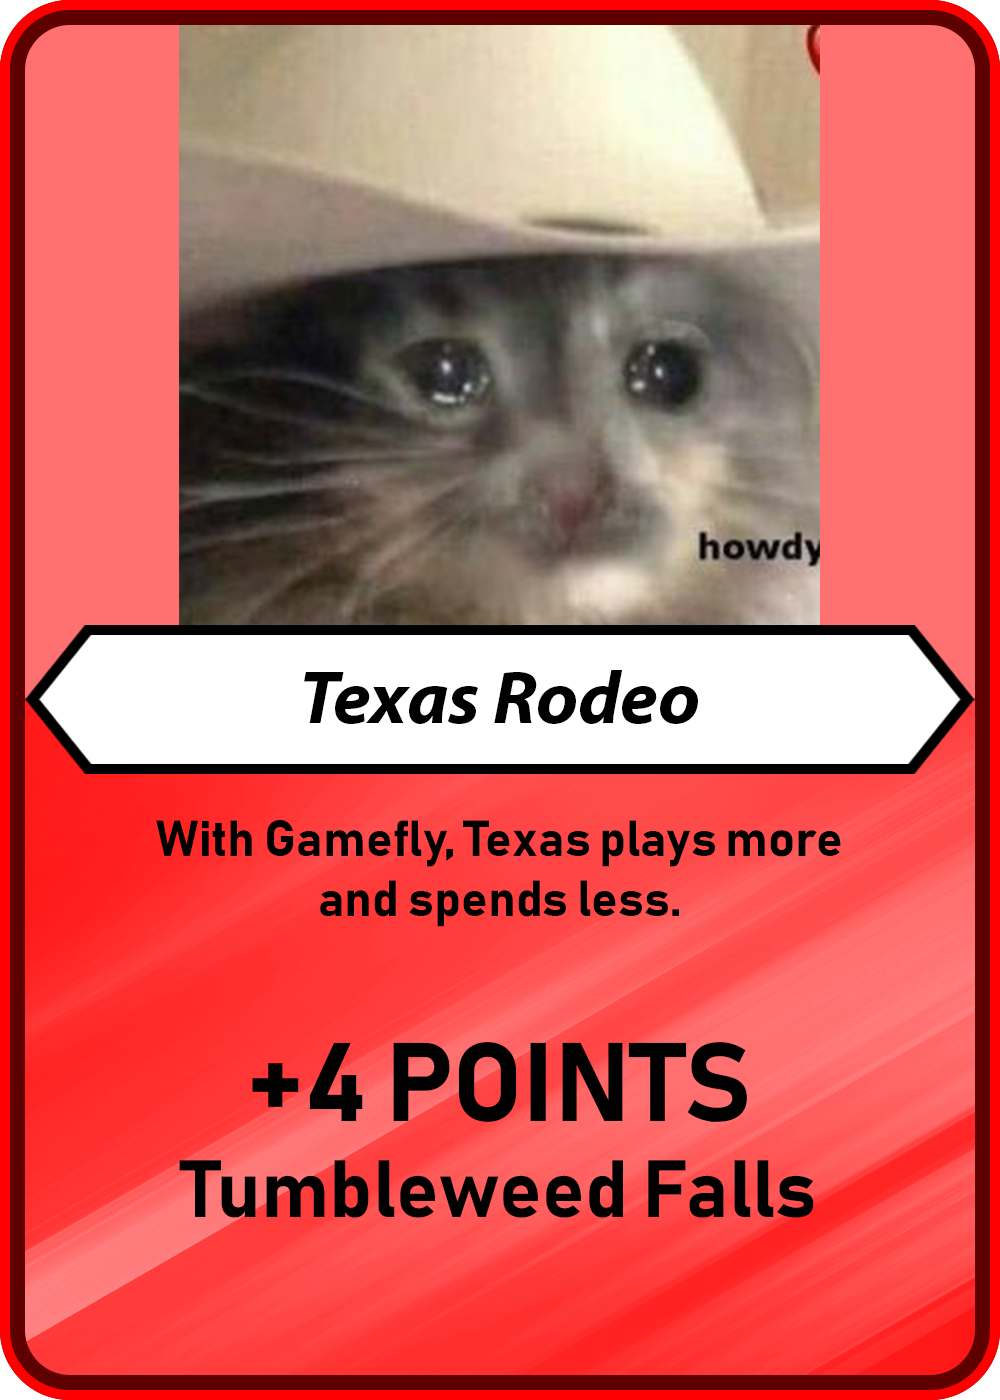 howdy
Texas Rodeo
With Gamefly, Texas plays more
and spends less.
+4 POINTS
Tumbleweed Falls